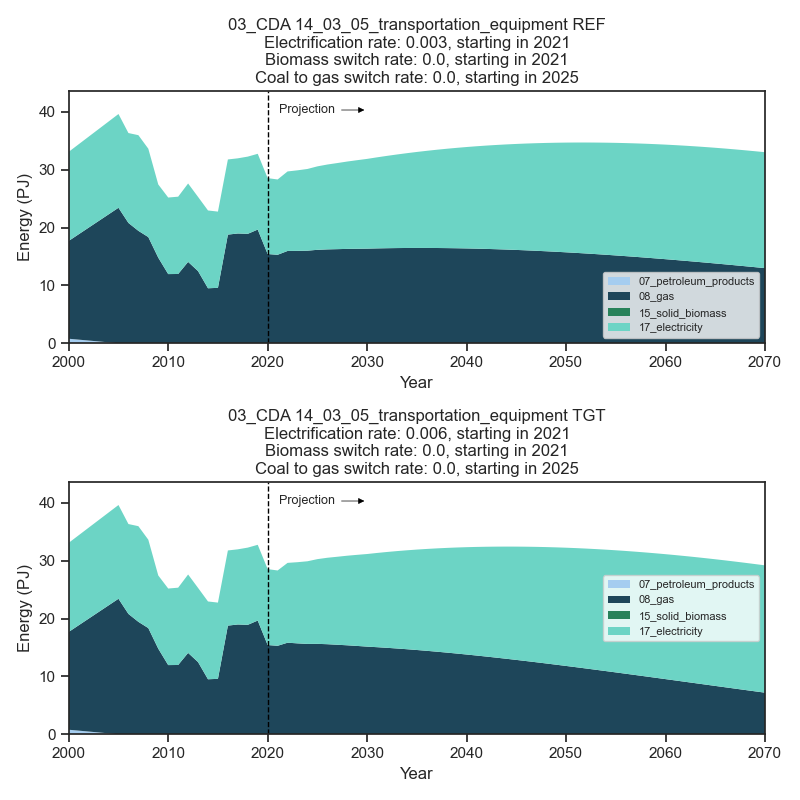 03_CDA 14_03_05_transportation_equipment REF
Electrification rate: 0.003, starting in 2021
Biomass switch rate: 0.0, starting in 2021
Coal to gas switch rate: 0.0, starting in 2025
Projection
40
30
20
10
0
Energy (PJ)
07_petroleum_products
08_gas
15_solid_biomass
17_electricity
2000 2010 2020 2030 2040 2050 2060 2070
Year
03_CDA 14_03_05_transportation_equipment TGT
Electrification rate: 0.006, starting in 2021
Biomass switch rate: 0.0, starting in 2021
Coal to gas switch rate: 0.0, starting in 2025
Projection
40
30
20
10
0
Energy (PJ)
07_petroleum_products
08_gas
15_solid_biomass
17_electricity
2000 2010 2020 2030 2040 2050 2060 2070
Year